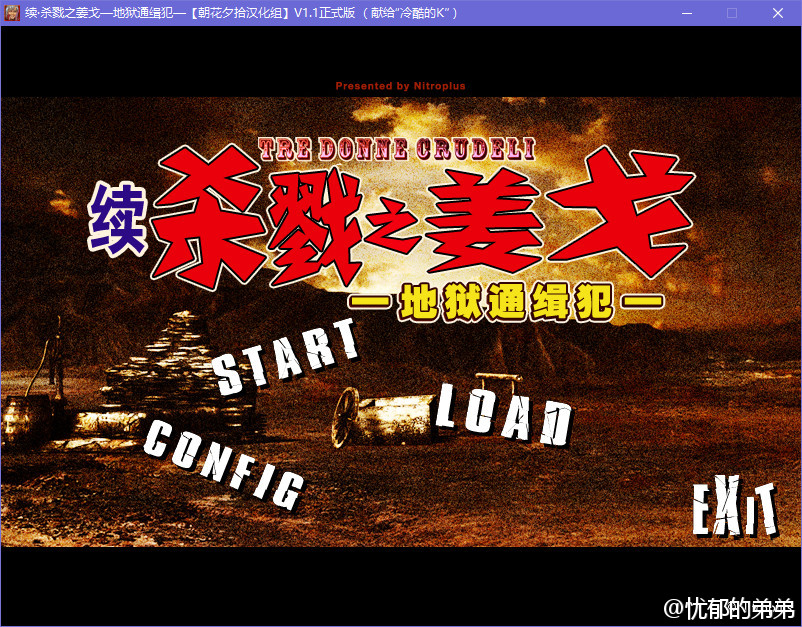 续·杀戮之姜戈—地狱通缉犯—【朝花夕拾汉化组】V1.1正式版 （献给“冷酷的K”）
Presented by Nitroplus
TRE DONNE CRUDELI
续杀戮之姜戈
—地狱通缉犯—
START
LOAD
CONFIG
EXIT
@忧郁的弟弟